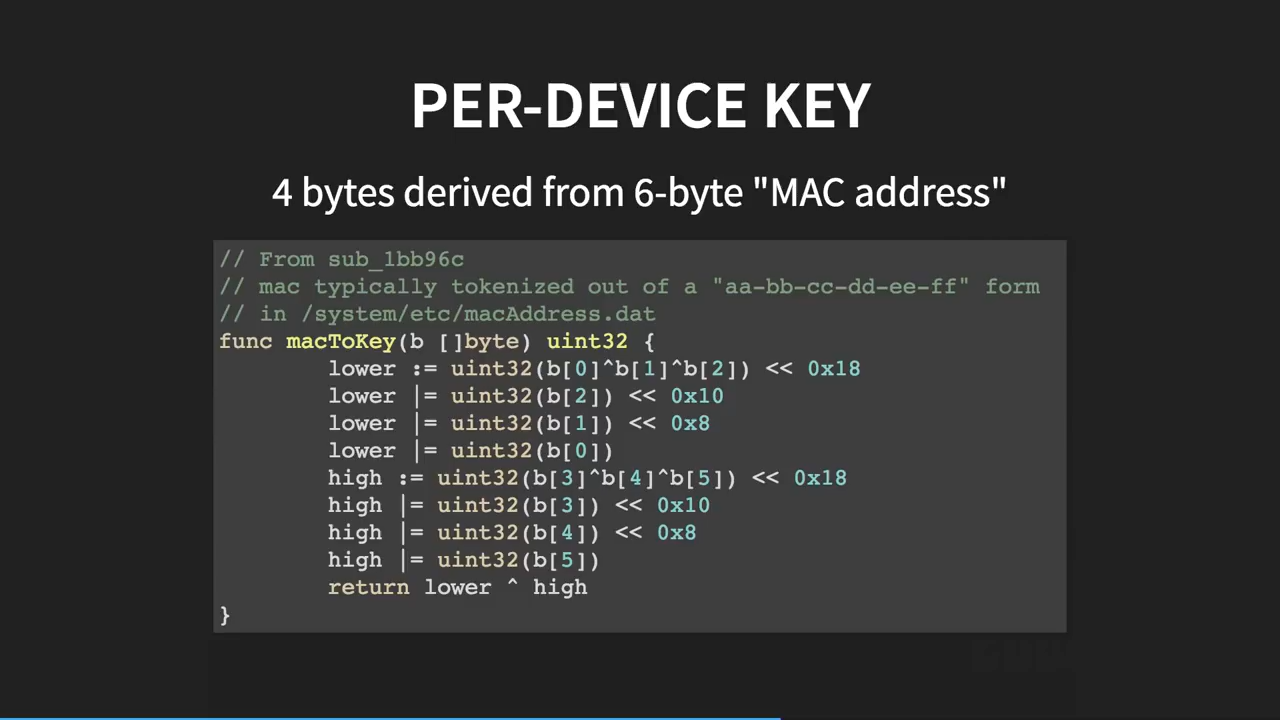 PER-DEVICE KEY
4 bytes derived from 6-byte "MAC address"
// From sub_1bb96c
// mac typically tokenized out of a "aa-bb-cc-dd-ee-ff" form
// in /system/etc/macAddress.dat
func macToKey(b []byte) uint32 {
        lower := uint32(b[0]^b[1]^b[2]) << 0x18
        lower |= uint32(b[2]) << 0x10
        lower |= uint32(b[1]) << 0x8
        lower |= uint32(b[0])
        high := uint32(b[3]^b[4]^b[5]) << 0x18
        high |= uint32(b[3]) << 0x10
        high |= uint32(b[4]) << 0x8
        high |= uint32(b[5])
        return lower ^ high
}